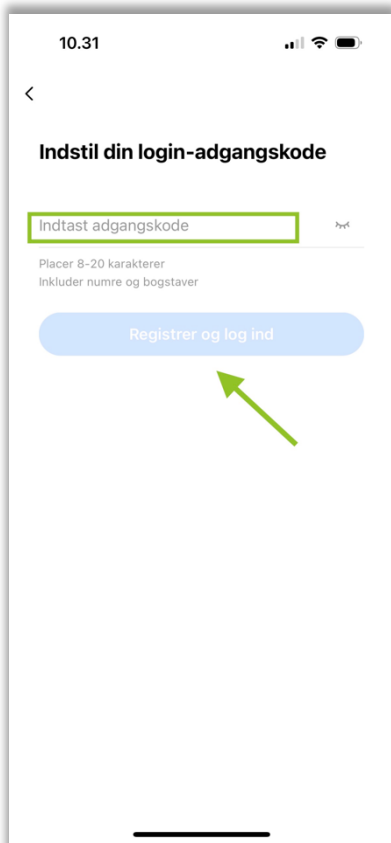 10.31
Indstil din login-adgangskode
Indtast adgangskode
Placer 8-20 karakterer
Inkluder numre og bogstaver
Registrer og log ind